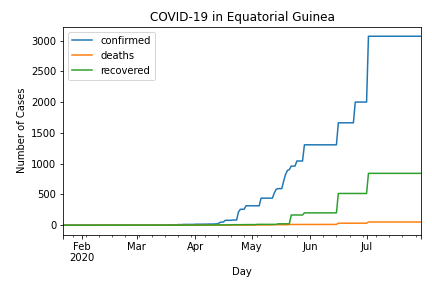 COVID-19 in Equatorial Guinea
confirmed
deaths
recovered
Number of Cases
3000
2500
2000
1500
1000
500
0
Feb
2020
Mar
Apr
May
Jun
Jul
Day